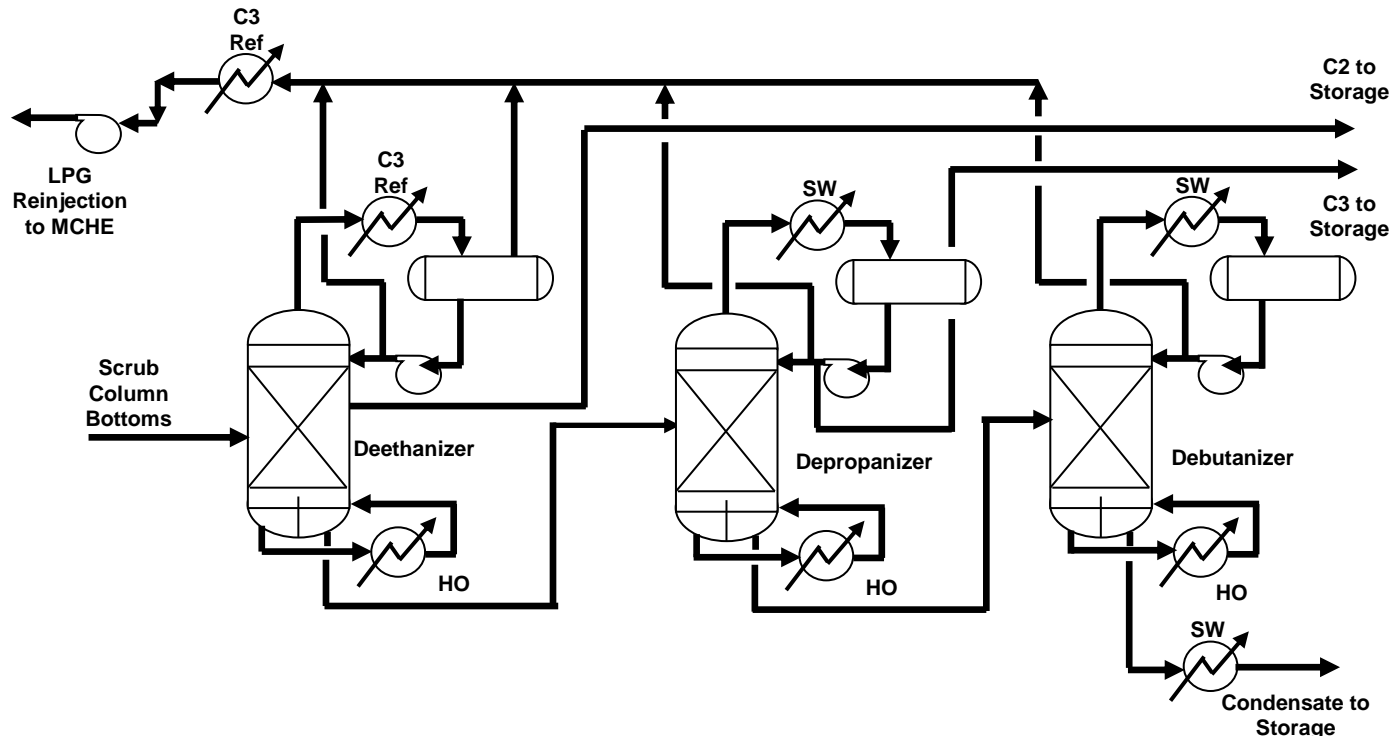 C3
Ref
C2 to
Storage
LPG
Reinjection
to MCHE
C3
Ref
SW
SW
C3 to
Storage
Scrub
Column
Bottoms
Deethanizer
Depropanizer
Debutanizer
HO
HO
HO
SW
Condensate to
Storage